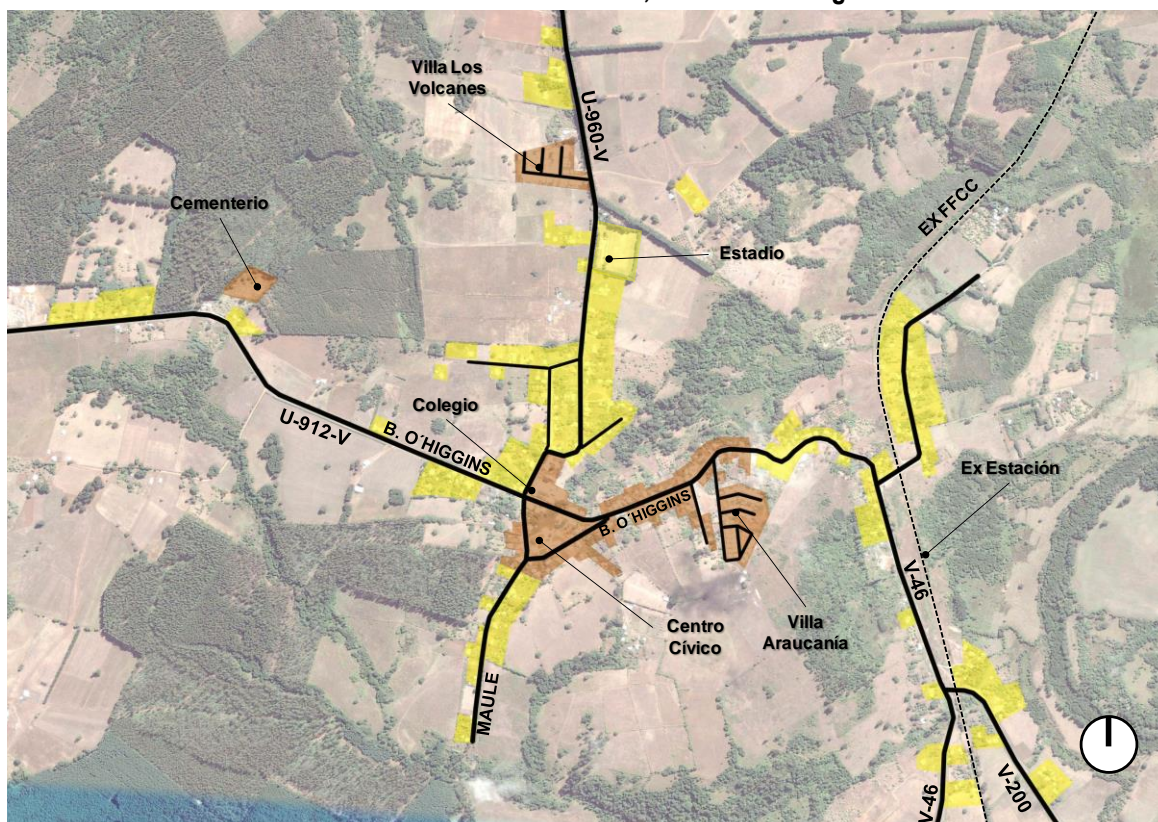 Villa Los
Volcanes
U-960-V
Cementerio
EX FFCC
Estadio
Colegio
U-912-V
B. O´HIGGINS
Ex Estación
B. O´HIGGINS
V-46
Centro
Cívico
Villa
Araucanía
MAULE
V-46
V-200